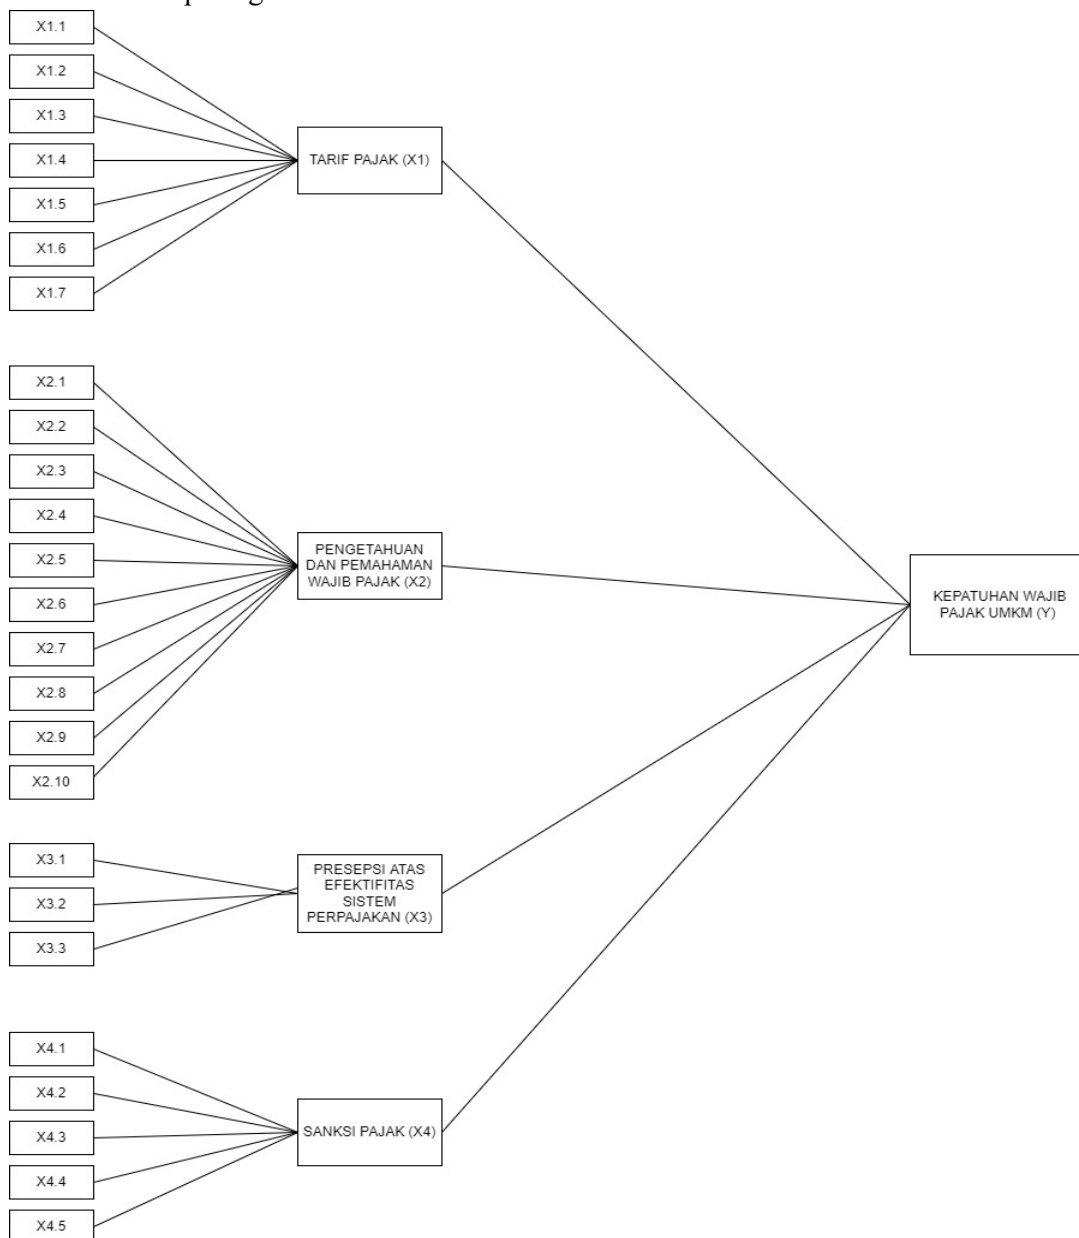 X1.1
X1.2
X1.3
X1.4
X1.5
X1.6
X1.7
TARIF PAJAK (X1)
X2.1
X2.2
X2.3
X2.4
X2.5
X2.6
X2.7
X2.8
X2.9
X2.10
PENGETAHUAN
DAN PEMAHAMAN
WAJIB PAJAK (X2)
X3.1
X3.2
X3.3
PRESEPSI ATAS
EFEKTIFITAS
SISTEM
PERPAJAKAN (X3)
X4.1
X4.2
X4.3
X4.4
X4.5
SANKSI PAJAK (X4)
KEPATUHAN WAJIB
PAJAK UMKM (Y)